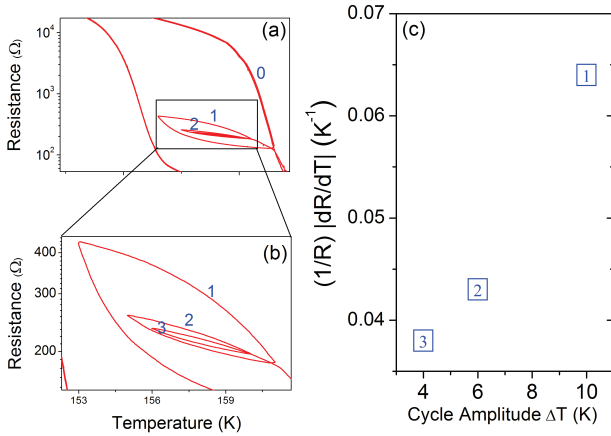 (a)
10⁴
10³
10²
Resistance (Ω)
0
1
2
(b)
400
300
200
Resistance (Ω)
1
2
3
153 156 159
Temperature (K)
(c)
0.07
0.06
0.05
0.04
(1/R) |dR/dT| (K⁻¹)
1
2
3
4 6 8 10
Cycle Amplitude ΔT (K)